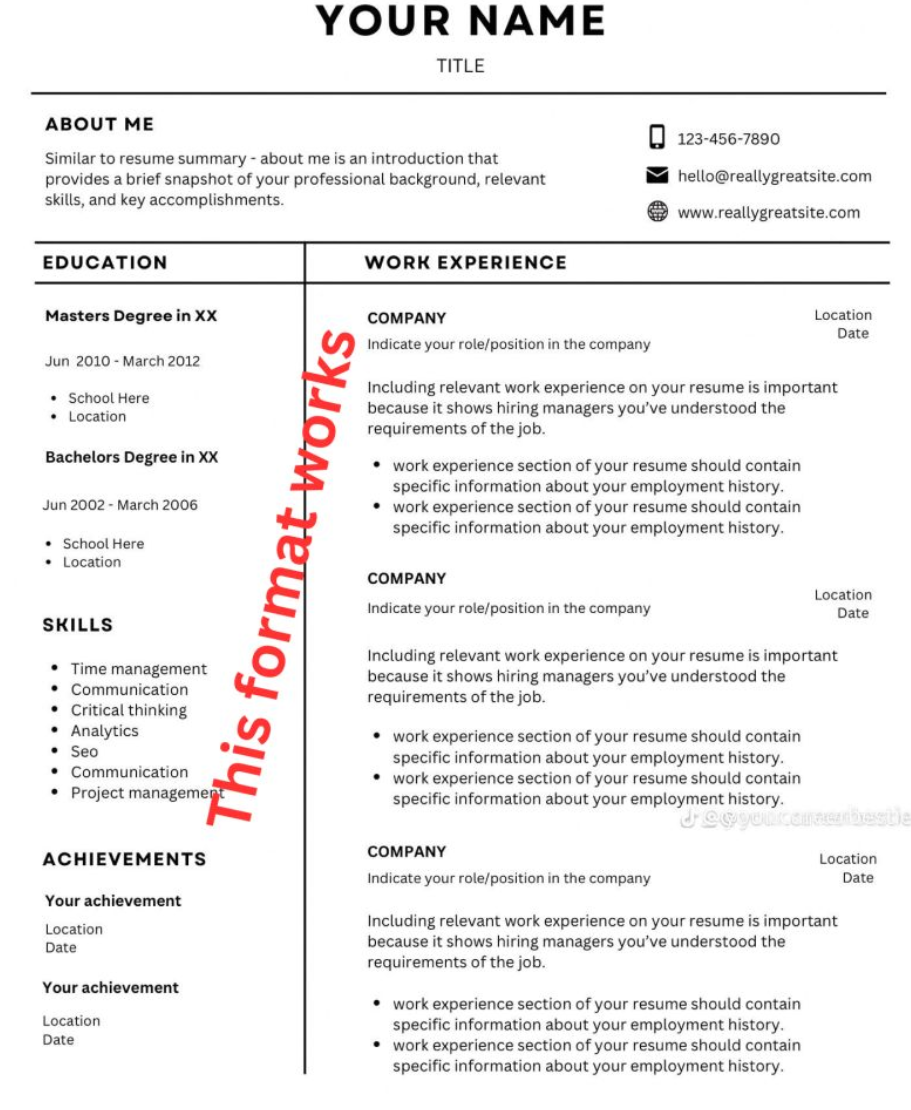 YOUR NAME
TITLE
ABOUT ME
Similar to resume summary - about me is an introduction that
provides a brief snapshot of your professional background, relevant
skills, and key accomplishments.
123-456-7890
hello@reallygreatsite.com
www.reallygreatsite.com
EDUCATION
Masters Degree in XX
Jun 2010 - March 2012
• School Here
• Location
Bachelors Degree in XX
Jun 2002 - March 2006
• School Here
• Location
SKILLS
• Time management
• Communication
• Critical thinking
• Analytics
• Seo
• Communication
• Project management
ACHIEVEMENTS
Your achievement
Location
Date
Your achievement
Location
Date
This format works
WORK EXPERIENCE
COMPANY
Location
Date
Indicate your role/position in the company
Including relevant work experience on your resume is important
because it shows hiring managers you've understood the
requirements of the job.
• work experience section of your resume should contain
specific information about your employment history.
• work experience section of your resume should contain
specific information about your employment history.
COMPANY
Location
Date
Indicate your role/position in the company
Including relevant work experience on your resume is important
because it shows hiring managers you've understood the
requirements of the job.
• work experience section of your resume should contain
specific information about your employment history.
• work experience section of your resume should contain
specific information about your employment history.
COMPANY
Location
Date
Indicate your role/position in the company
Including relevant work experience on your resume is important
because it shows hiring managers you've understood the
requirements of the job.
• work experience section of your resume should contain
specific information about your employment history.
• work experience section of your resume should contain
specific information about your employment history.